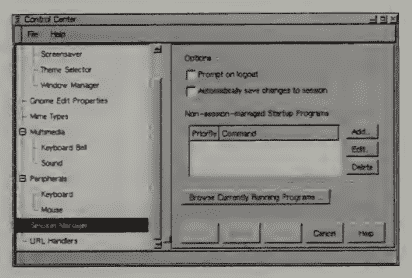 Control Center
File Help
Screensaver
Theme Selector
Window Manager
Gnome Edit Properties
Mime Types
Multimedia
Keyboard Bell
Sound
Peripherals
Keyboard
Mouse
Session Manager
URL Handlers
Options
Prompt on logout
Automatically save changes to session
Non-session-managed Startup Programs
Priority Command
Add...
Edit...
Delete
Browse Currently Running Programs ...
Cancel Help